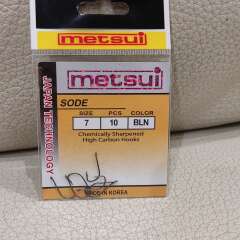 metsui
metsui
JAPAN TECHNOLOGY
SODE
SIZE PCS COLOR
7 10 BLN
Chemically Sharpened
High Carbon Hooks
MADE IN KOREA